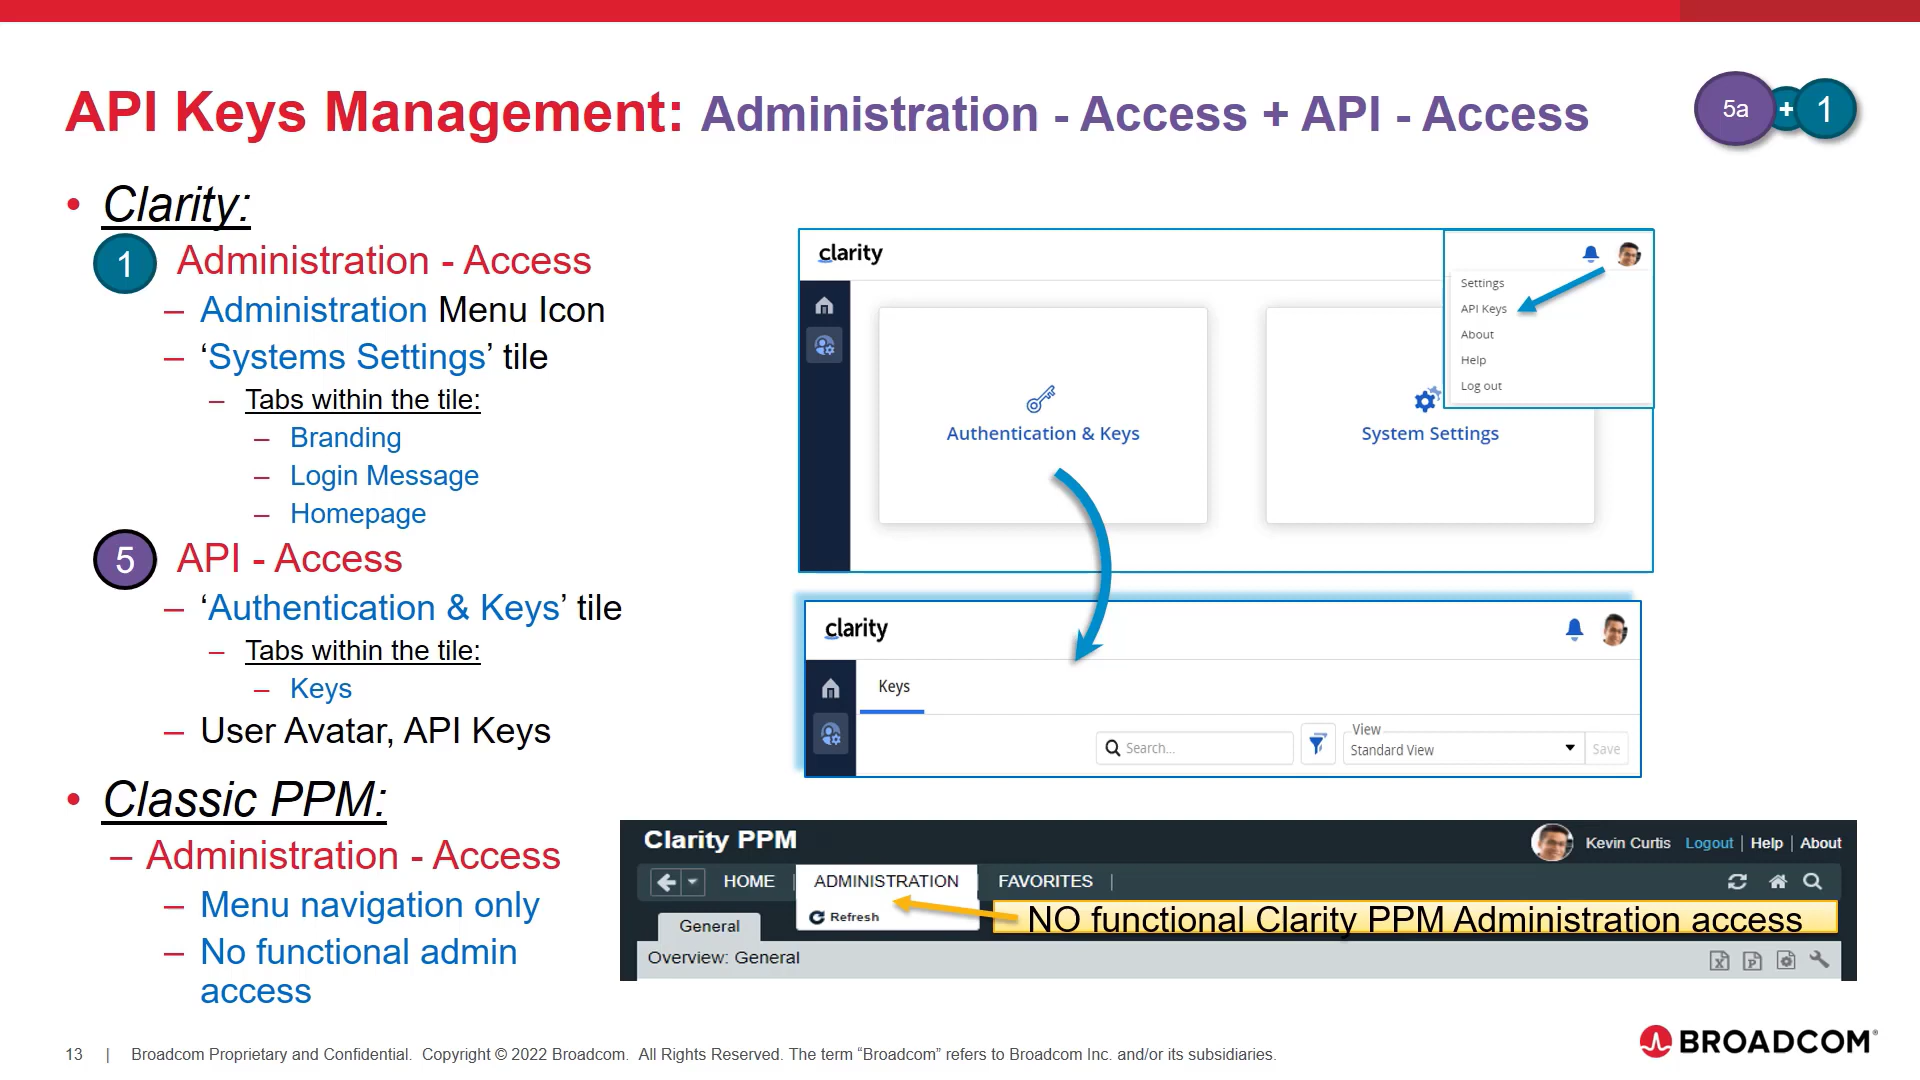 API Keys Management: Administration - Access + API - Access
5a + 1
• Clarity:
1 Administration - Access
– Administration Menu Icon
– ‘Systems Settings’ tile
– Tabs within the tile:
– Branding
– Login Message
– Homepage
5 API - Access
– ‘Authentication & Keys’ tile
– Tabs within the tile:
– Keys
– User Avatar, API Keys
• Classic PPM:
– Administration - Access
– Menu navigation only
– No functional admin
access
clarity
Settings
API Keys
About
Help
Log out
Authentication & Keys
System Settings
clarity
Keys
Search...
View
Standard View
Save
Clarity PPM
Kevin Curtis Logout | Help | About
HOME | ADMINISTRATION FAVORITES |
Refresh
NO functional Clarity PPM Administration access
General
Overview: General
13 | Broadcom Proprietary and Confidential. Copyright © 2022 Broadcom. All Rights Reserved. The term “Broadcom” refers to Broadcom Inc. and/or its subsidiaries.
BROADCOM®